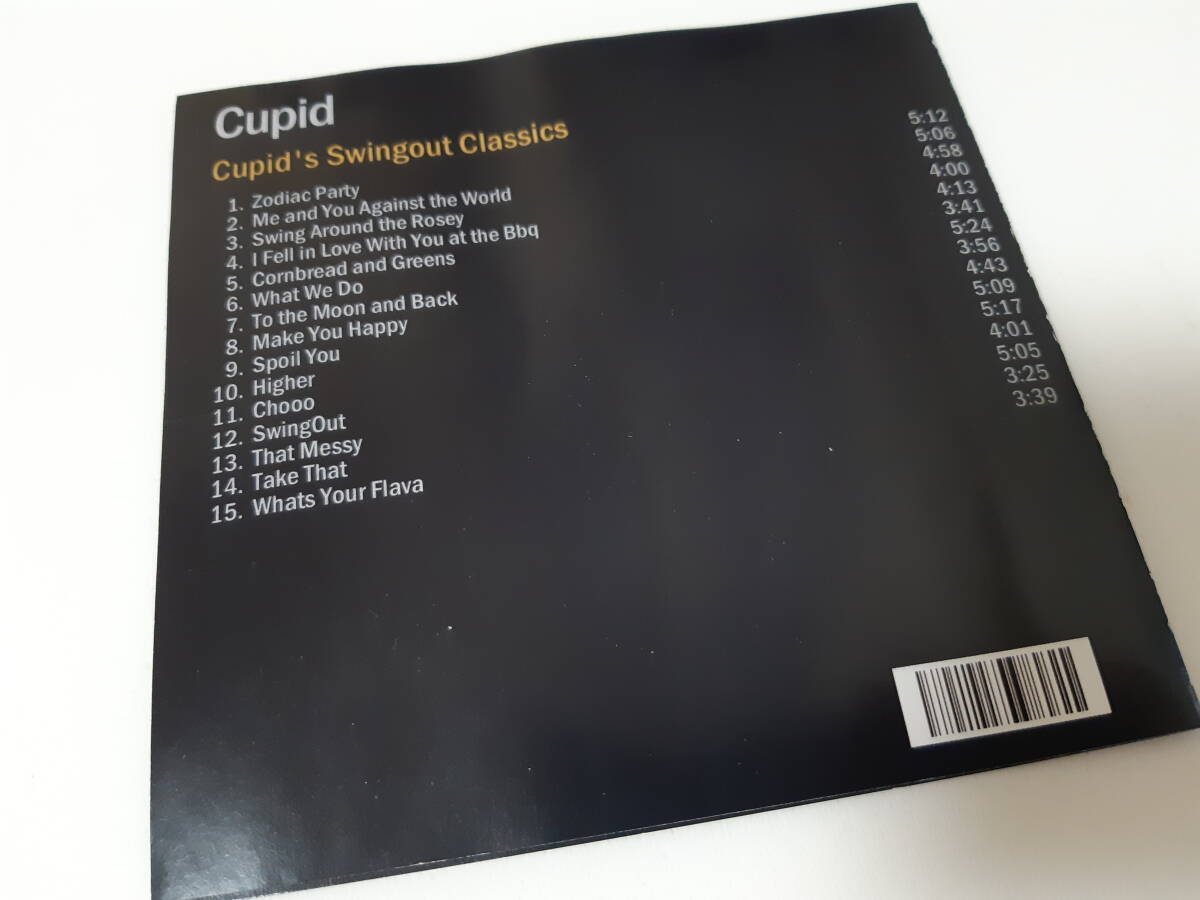 Cupid
Cupid's Swingout Classics
1. Zodiac Party 5:12
2. Me and You Against the World 5:06
3. Swing Around the Rosey 4:58
4. I Fell in Love With You at the Bbq 4:00
5. Cornbread and Greens 4:13
6. What We Do 3:41
7. To the Moon and Back 5:24
8. Make You Happy 3:56
9. Spoil You 4:43
10. Higher 5:09
11. Chooo 5:17
12. SwingOut 4:01
13. That Messy 5:05
14. Take That 3:25
15. Whats Your Flava 3:39